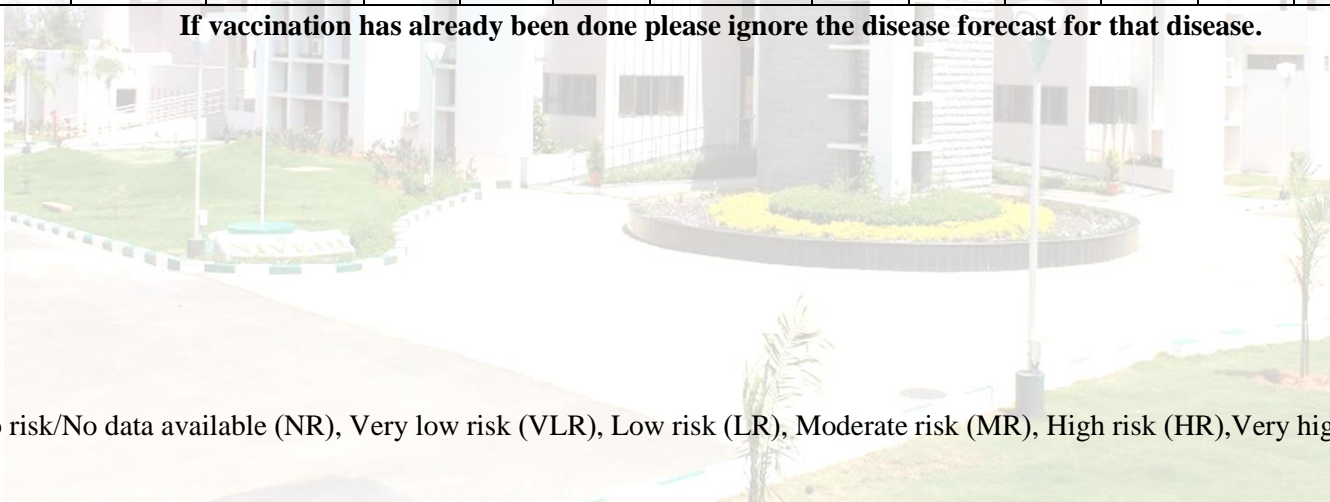 If vaccination has already been done please ignore the disease forecast for that disease.
risk/No data available (NR), Very low risk (VLR), Low risk (LR), Moderate risk (MR), High risk (HR),Very